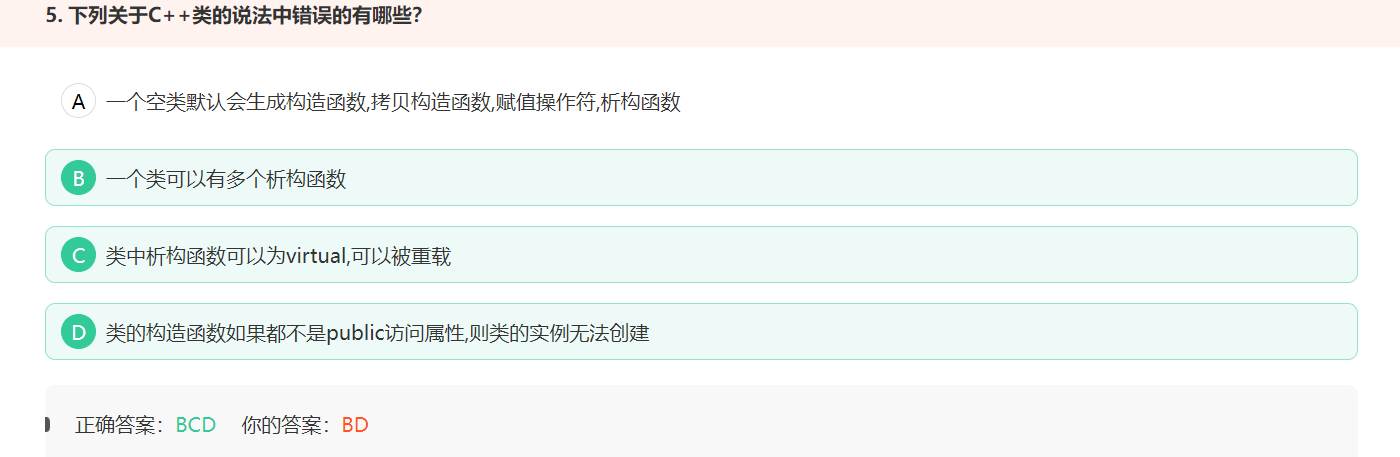 5. 下列关于C++类的说法中错误的有哪些?
A 一个空类默认会生成构造函数,拷贝构造函数,赋值操作符,析构函数
B 一个类可以有多个析构函数
C 类中析构函数可以为virtual,可以被重载
D 类的构造函数如果都不是public访问属性,则类的实例无法创建
正确答案：BCD 你的答案：BD